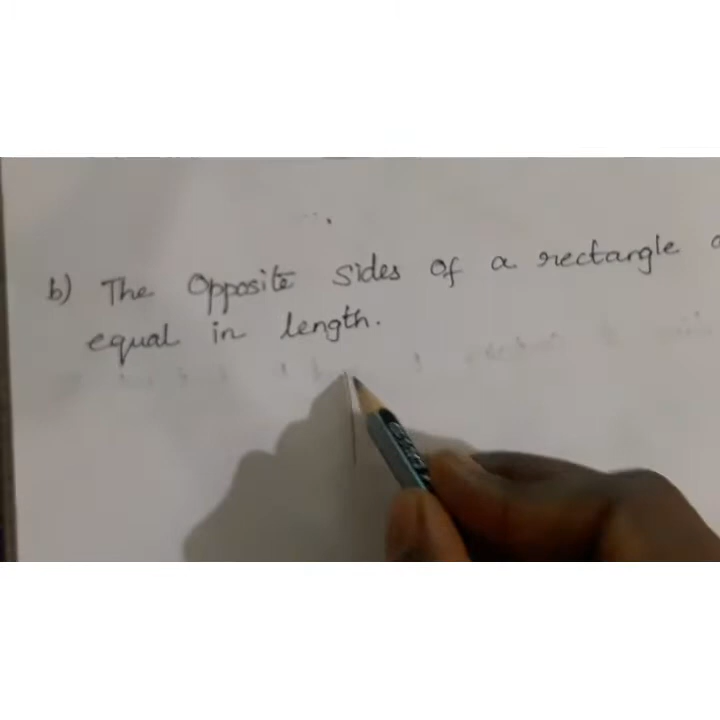 b) The Opposite sides of a rectangle
equal in length.